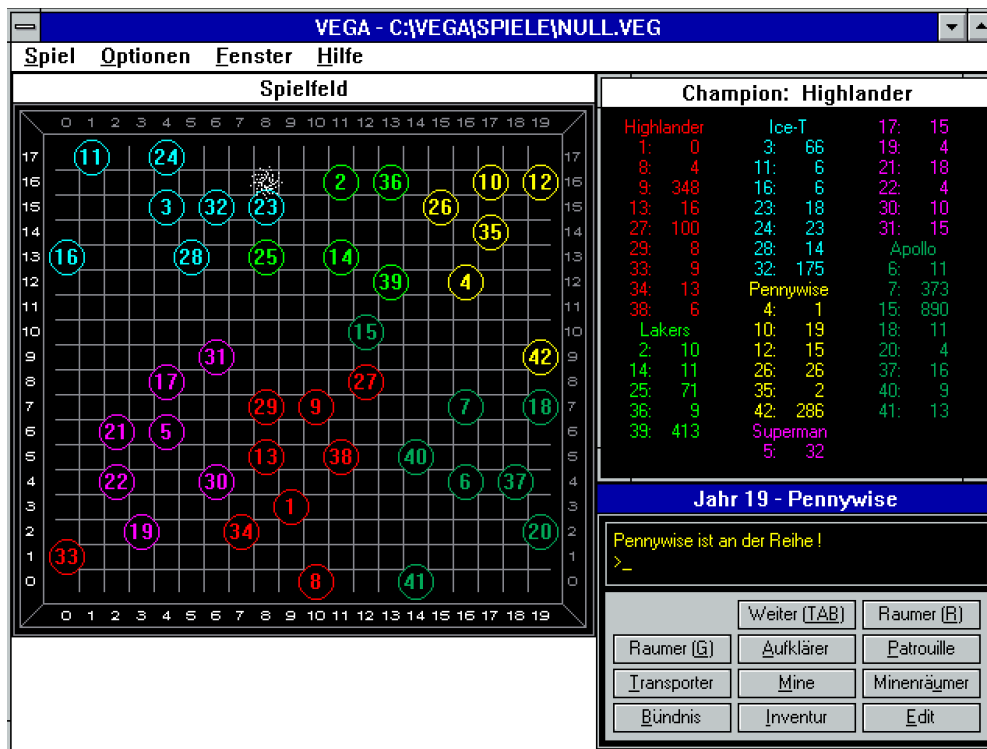 VEGA - C:\VEGA\SPIELE\NULL.VEG
Spiel Optionen Fenster Hilfe
Spielfeld
0 1 2 3 4 5 6 7 8 9 10 11 12 13 14 15 16 17 18 19
17 11 24 17
16 2 36 10 12 16
15 3 32 23 26 15
14 35 14
13 16 28 25 14 13
12 39 4 12
11 11
10 15 10
9 31 42 9
8 17 27 8
7 29 9 7 18 7
6 21 5 6
5 13 38 40 5
4 22 30 6 37 4
3 1 3
2 19 34 20 2
1 33 1
0 8 41 0
0 1 2 3 4 5 6 7 8 9 10 11 12 13 14 15 16 17 18 19
Champion: Highlander
Highlander
1: 0
8: 4
9: 348
13: 16
27: 100
29: 8
33: 9
34: 13
38: 6
Lakers
2: 10
14: 11
25: 71
36: 9
39: 413
Ice-T
3: 66
11: 6
16: 6
23: 18
24: 23
28: 14
32: 175
Pennywise
4: 1
10: 19
12: 15
26: 26
35: 2
42: 286
Superman
5: 32
17: 15
19: 4
21: 18
22: 4
30: 10
31: 15
Apollo
6: 11
7: 373
15: 890
18: 11
20: 4
37: 16
40: 9
41: 13
Jahr 19 - Pennywise
Pennywise ist an der Reihe !
>_
Weiter (TAB) Raumer (R)
Raumer (G) Aufklärer Patrouille
Transporter Mine Minenräumer
Bündnis Inventur Edit